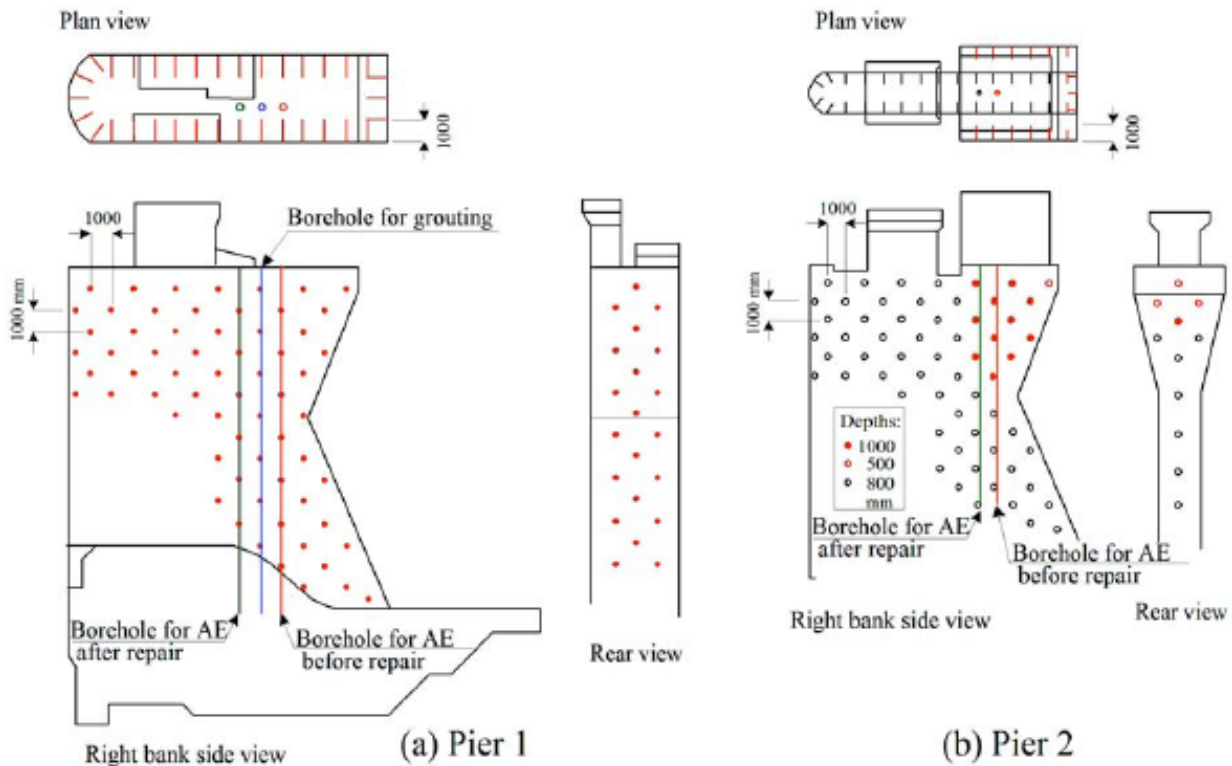 Plan view
1000
1000
Borehole for grouting
1000 mm
Borehole for AE
after repair
Borehole for AE
before repair
Rear view
Right bank side view
(a) Pier 1
Plan view
1000
1000
1000 mm
Depths:
1000
500
800
mm
Borehole for AE
after repair
Borehole for AE
before repair
Right bank side view
Rear view
(b) Pier 2